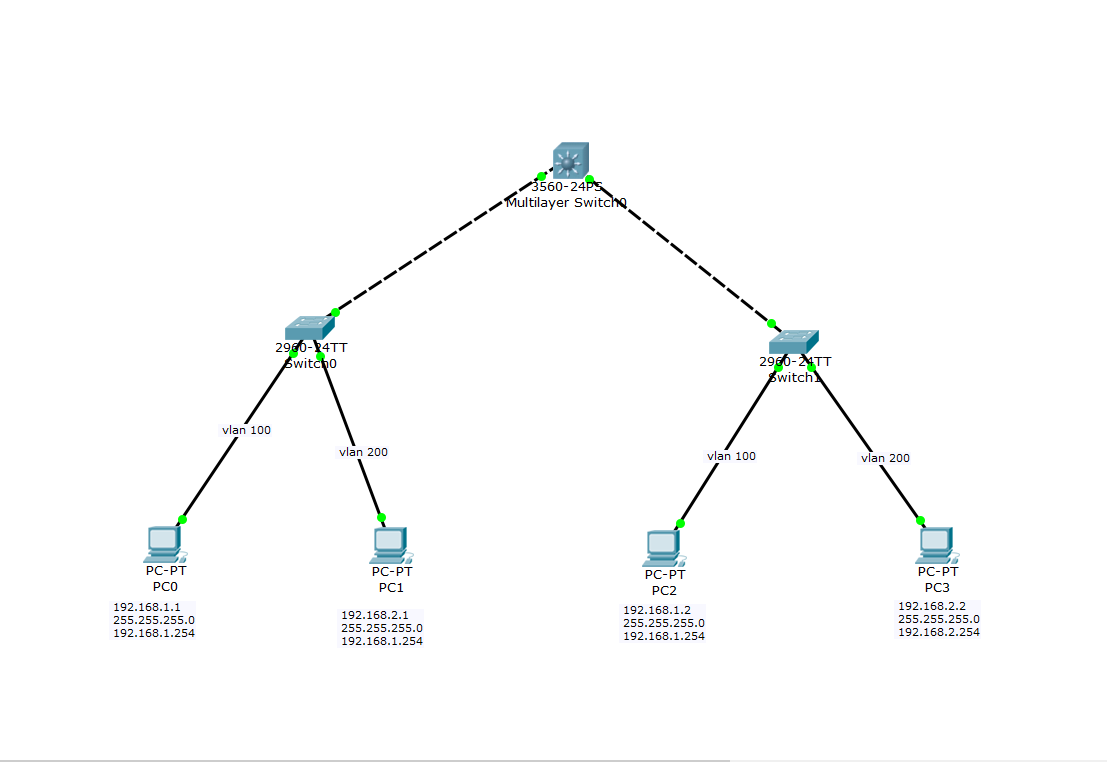 3560-24PS
Multilayer Switch0
2960-24TT
Switch0
2960-24TT
Switch1
vlan 100
vlan 200
vlan 100
vlan 200
PC-PT
PC0
192.168.1.1
255.255.255.0
192.168.1.254
PC-PT
PC1
192.168.2.1
255.255.255.0
192.168.1.254
PC-PT
PC2
192.168.1.2
255.255.255.0
192.168.1.254
PC-PT
PC3
192.168.2.2
255.255.255.0
192.168.2.254